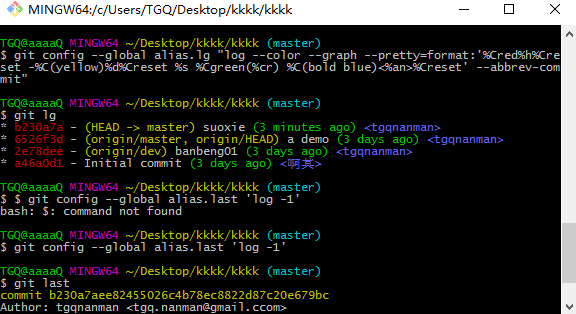 MINGW64:/c/Users/TGQ/Desktop/kkkk/kkkk
TGQ@aaaaQ MINGW64 ~/Desktop/kkkk/kkkk (master)
$ git config --global alias.lg "log --color --graph --pretty=format:'%Cred%h%Cre
set -%C(yellow)%d%Creset %s %Cgreen(%cr) %C(bold blue)<%an>%Creset' --abbrev-com
mit"
TGQ@aaaaQ MINGW64 ~/Desktop/kkkk/kkkk (master)
$ git lg
* b230a7a - (HEAD -> master) suoxie (3 minutes ago) <tgqnanman>
* 6526f3d - (origin/master, origin/HEAD) a demo (3 days ago) <tgqnanman>
* 2e78dee - (origin/dev) banbeng01 (3 days ago) <tgqnanman>
* a46a0d1 - Initial commit (3 days ago) <啊其>
TGQ@aaaaQ MINGW64 ~/Desktop/kkkk/kkkk (master)
$ $ git config --global alias.last 'log -1'
bash: $: command not found
TGQ@aaaaQ MINGW64 ~/Desktop/kkkk/kkkk (master)
$ git config --global alias.last 'log -1'
TGQ@aaaaQ MINGW64 ~/Desktop/kkkk/kkkk (master)
$ git last
commit b230a7aee82455026c4b78ec8822d87c20e679bc
Author: tgqnanman <tgq.nanman@gmail.ccom>